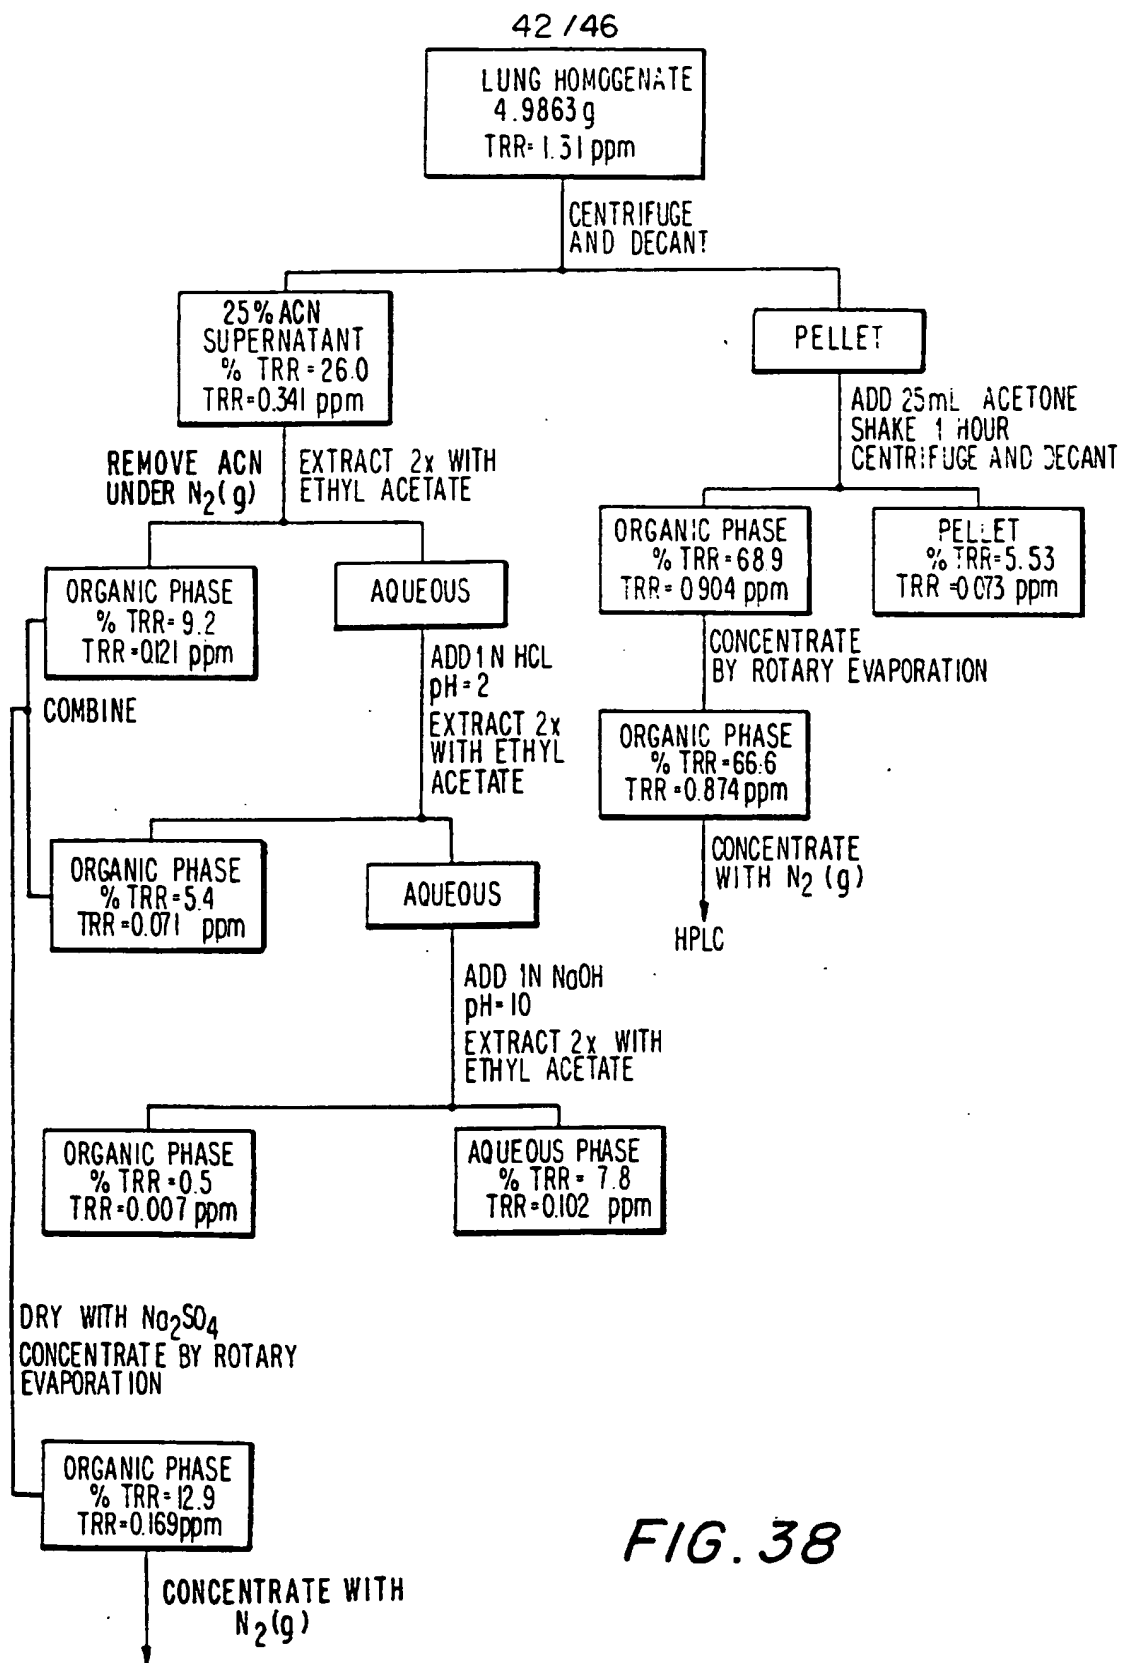 42/46
LUNG HOMOGENATE
4.9863 g
TRR=1.31 ppm
CENTRIFUGE
AND DECANT
25% ACN
SUPERNATANT
% TRR=26.0
TRR=0.341 ppm
PELLET
ADD 25mL ACETONE
SHAKE 1 HOUR
CENTRIFUGE AND DECANT
REMOVE ACN
UNDER N2(g)
EXTRACT 2x WITH
ETHYL ACETATE
ORGANIC PHASE
% TRR=68.9
TRR=0.904 ppm
PELLET
% TRR=5.53
TRR=0.073 ppm
ORGANIC PHASE
% TRR=9.2
TRR=0.121 ppm
AQUEOUS
CONCENTRATE
BY ROTARY EVAPORATION
ADD 1N HCL
pH=2
EXTRACT 2x
WITH ETHYL
ACETATE
COMBINE
ORGANIC PHASE
% TRR=66.6
TRR=0.874 ppm
CONCENTRATE
WITH N2 (g)
HPLC
ORGANIC PHASE
% TRR=5.4
TRR=0.071 ppm
AQUEOUS
ADD 1N NaOH
pH=10
EXTRACT 2x WITH
ETHYL ACETATE
ORGANIC PHASE
% TRR=0.5
TRR=0.007 ppm
AQUEOUS PHASE
% TRR=7.8
TRR=0.102 ppm
DRY WITH Na2SO4
CONCENTRATE BY ROTARY
EVAPORATION
ORGANIC PHASE
% TRR=12.9
TRR=0.169ppm
CONCENTRATE WITH
N2(g)
FIG. 38